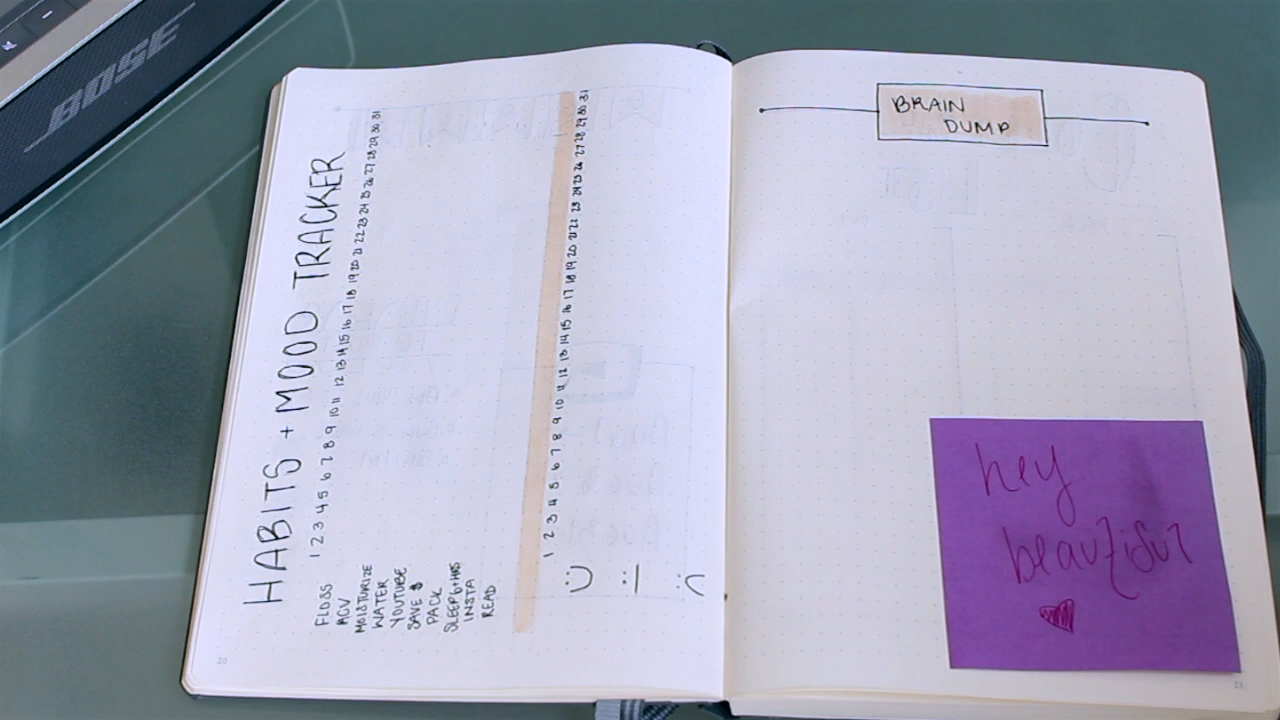 BOSE
HABITS + MOOD TRACKER
1 2 3 4 5 6 7 8 9 10 11 12 13 14 15 16 17 18 19 20 21 22 23 24 25 26 27 28 29 30 31
FLOSS
ACV
MOISTURIZE
WATER
YOUTUBE
SAVE $
PACK
SLEEP 6+HRS
INSTA
READ
1 2 3 4 5 6 7 8 9 10 11 12 13 14 15 16 17 18 19 20 21 22 23 24 25 26 27 28 29 30 31
:)
:|
:(
20
BRAIN
DUMP
hey
beautiful
21